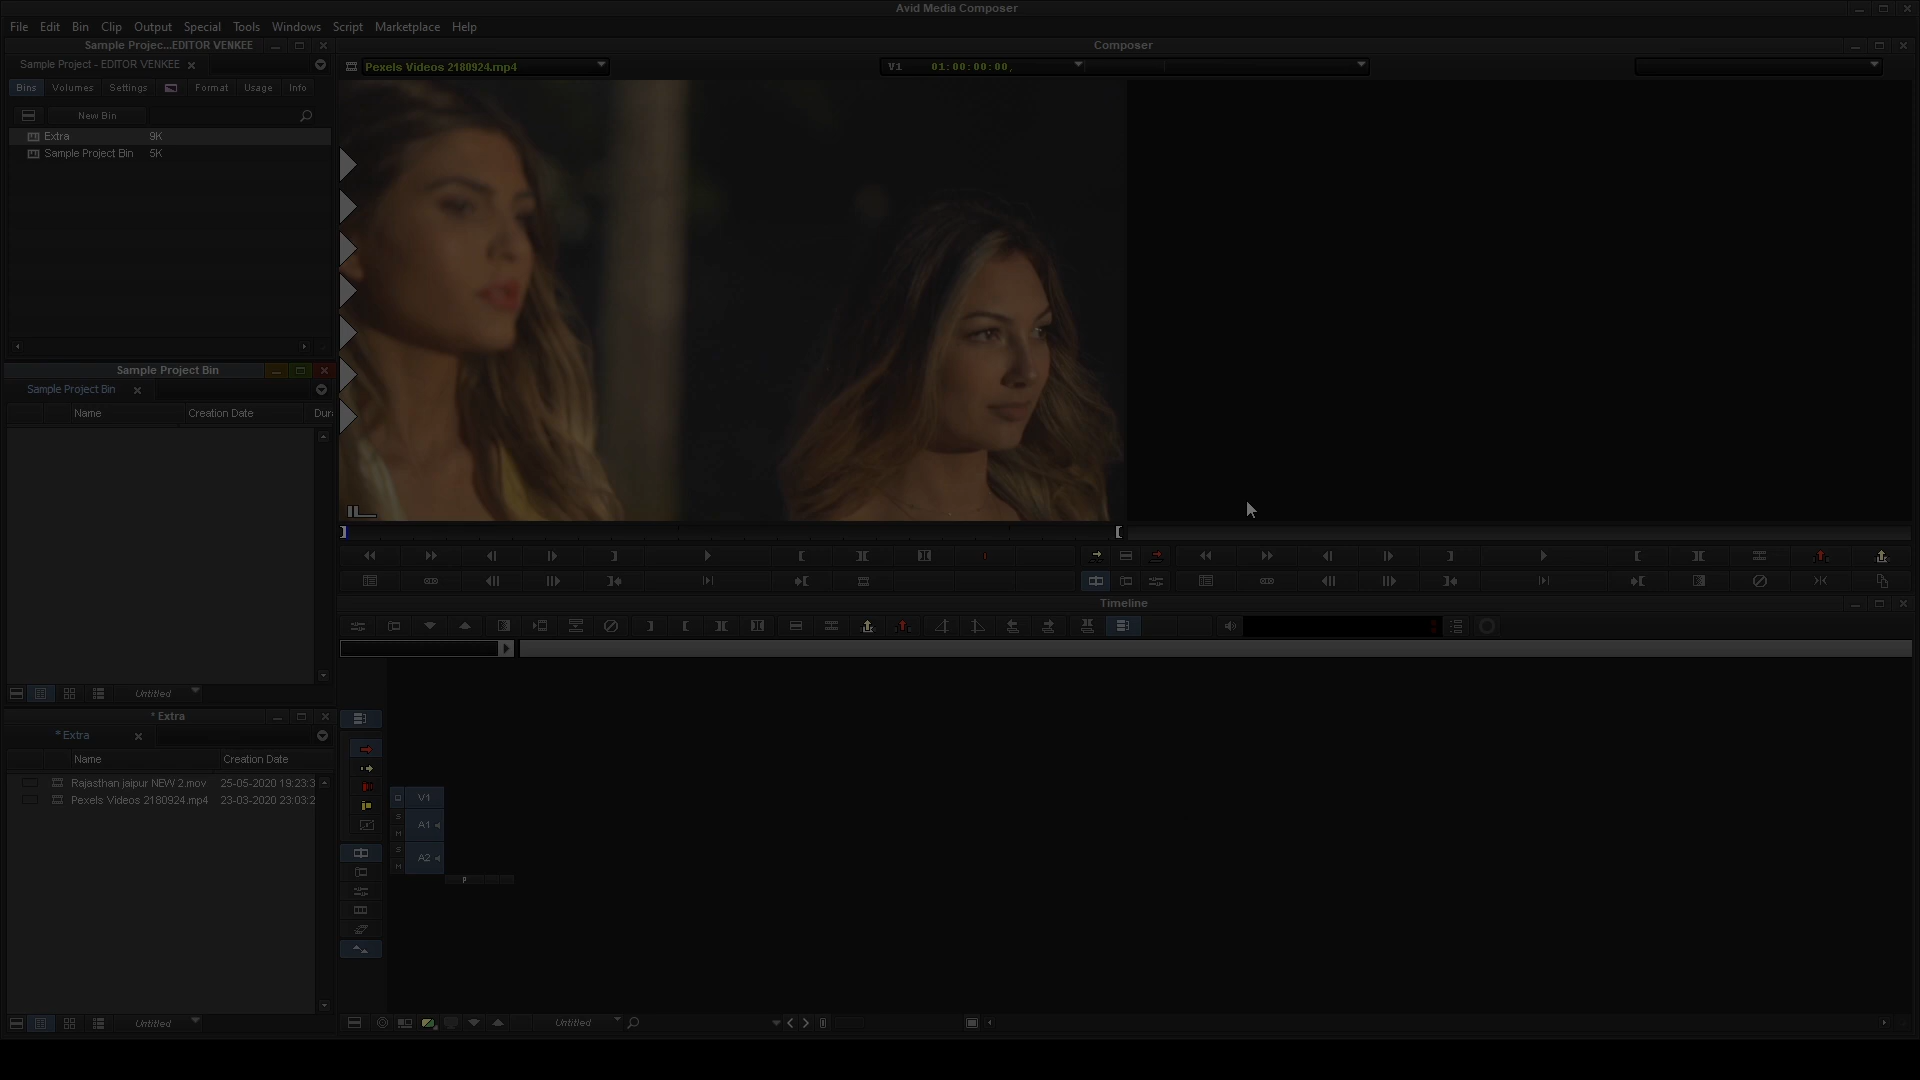 Avid Media Composer
File Edit Bin Clip Output Special Tools Windows Script Marketplace Help
Sample Projec...EDITOR VENKEE
Composer
Sample Project - EDITOR VENKEE
Pexels Videos 2180924.mp4
V1 01:00:00:00,
Bins Volumes Settings Format Usage Info
New Bin
Extra 9K
Sample Project Bin 5K
Sample Project Bin
Sample Project Bin
Name Creation Date Dura
Untitled
Timeline
* Extra
* Extra
Name Creation Date
Rajasthan jaipur NEW 2.mov 25-05-2020 19:23:3
Pexels Videos 2180924.mp4 23-03-2020 23:03:2
V1
S
A1
M
S
A2
M
P
Untitled
Untitled